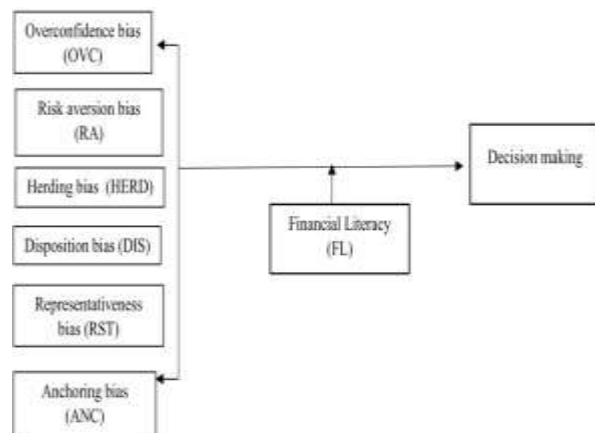 Overconfidence bias
(OVC)
Risk aversion bias
(RA)
Herding bias (HERD)
Disposition bias (DIS)
Representativeness
bias (RST)
Anchoring bias
(ANC)
Financial Literacy
(FL)
Decision making